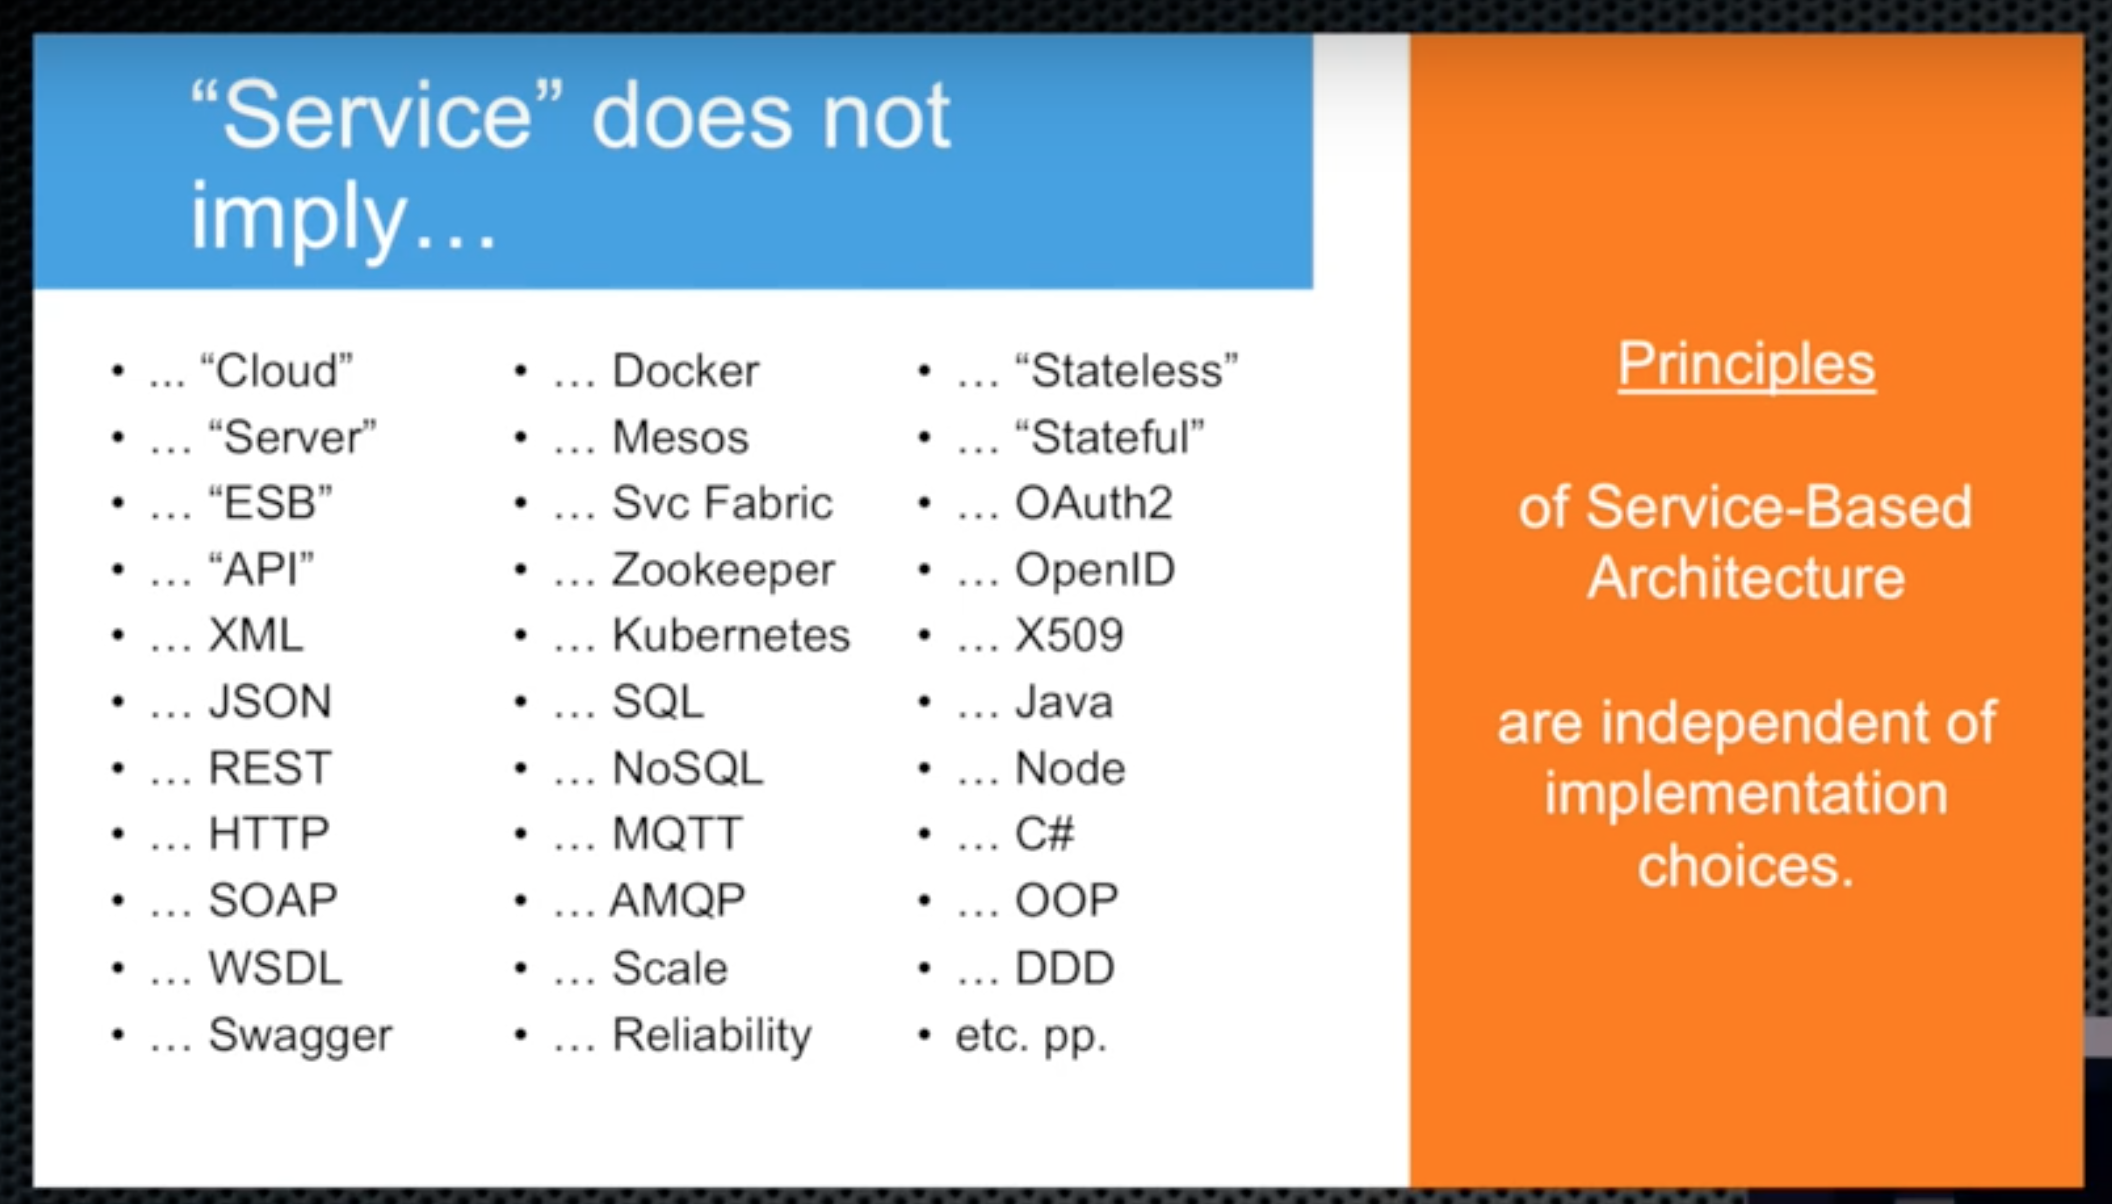 “Service” does not
imply…
• … “Cloud”
• … “Server”
• … “ESB”
• … “API”
• … XML
• … JSON
• … REST
• … HTTP
• … SOAP
• … WSDL
• … Swagger
• … Docker
• … Mesos
• … Svc Fabric
• … Zookeeper
• … Kubernetes
• … SQL
• … NoSQL
• … MQTT
• … AMQP
• … Scale
• … Reliability
• … “Stateless”
• … “Stateful”
• … OAuth2
• … OpenID
• … X509
• … Java
• … Node
• … C#
• … OOP
• … DDD
• etc. pp.
Principles
of Service-Based
Architecture
are independent of
implementation
choices.